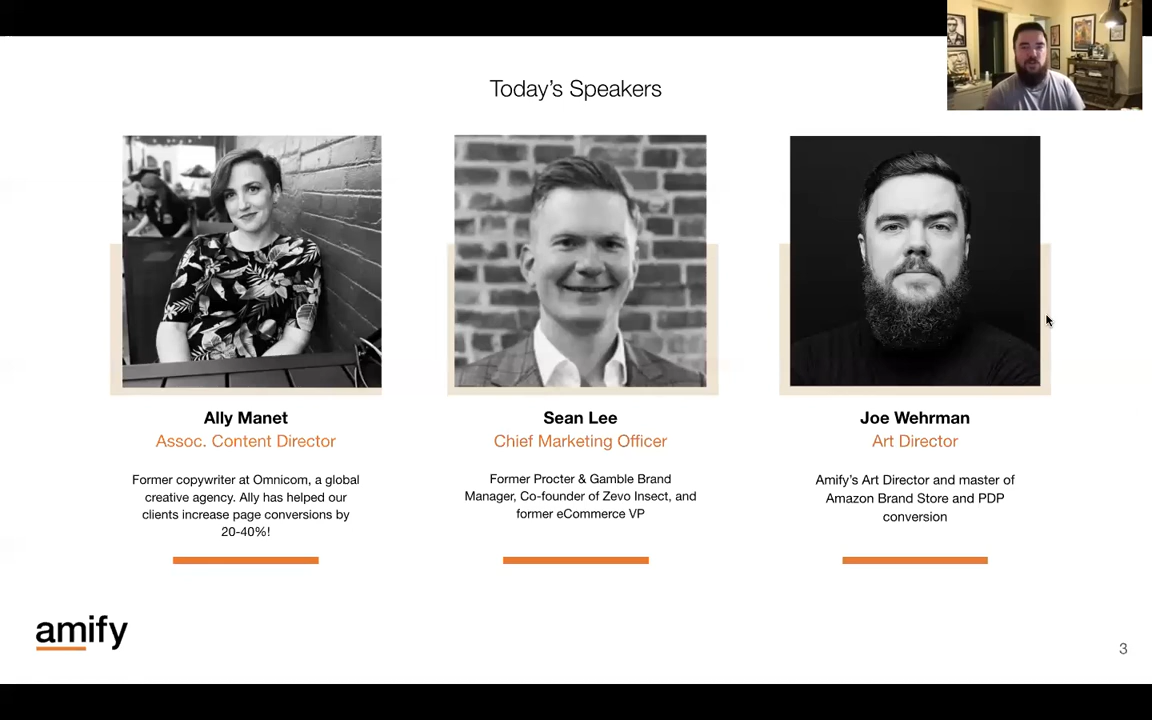 Today's Speakers
Ally Manet
Assoc. Content Director
Former copywriter at Omnicom, a global
creative agency. Ally has helped our
clients increase page conversions by
20-40%!
Sean Lee
Chief Marketing Officer
Former Procter & Gamble Brand
Manager, Co-founder of Zevo Insect, and
former eCommerce VP
Joe Wehrman
Art Director
Amify's Art Director and master of
Amazon Brand Store and PDP
conversion
amify
3